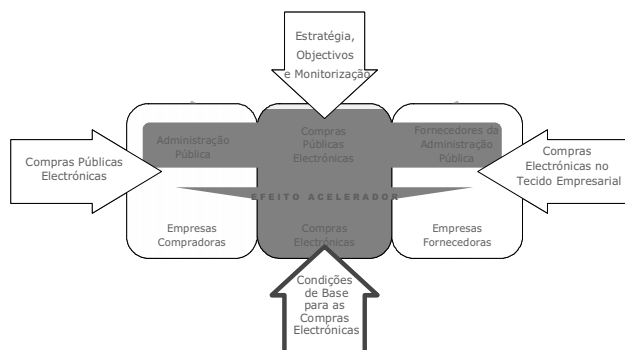 Estratégia,
Objectivos
e Monitorização
Administração
Pública
Compras
Públicas
Electrónicas
Fornecedores da
Administração
Pública
Compras Públicas
Electrónicas
Compras
Electrónicas no
Tecido Empresarial
EFEITO ACELERADOR
Empresas
Compradoras
Compras
Electrónicas
Empresas
Fornecedoras
Condições
de Base
para as
Compras
Electrónicas